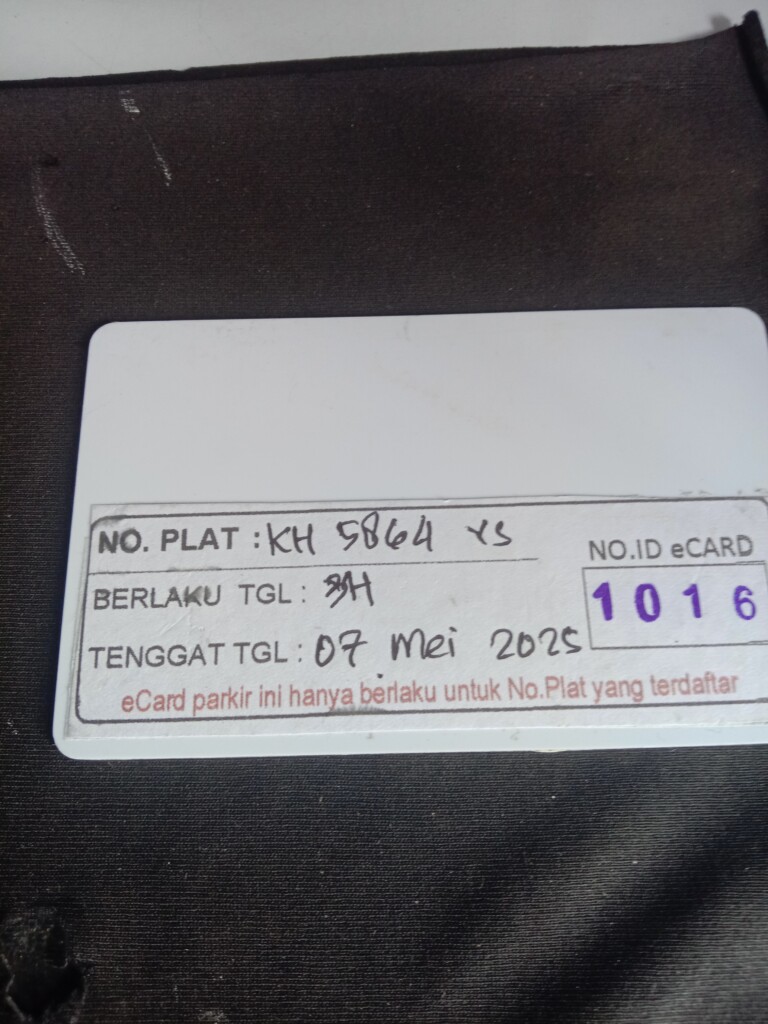 NO. PLAT : KH 5864 YS
NO.ID eCARD
BERLAKU TGL :
1016
TENGGAT TGL : 07 Mei 2025
eCard parkir ini hanya berlaku untuk No.Plat yang terdaftar